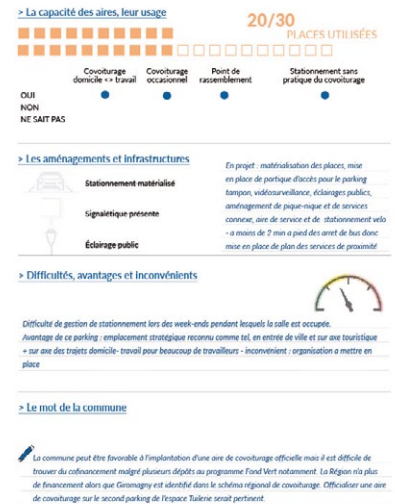 > La capacité des aires, leur usage
20/30
PLACES UTILISÉES
Covoiturage domicile <> travail
Covoiturage occasionnel
Point de rassemblement
Stationnement sans pratique du covoiturage
OUI
NON
NE SAIT PAS
> Les aménagements et infrastructures
Stationnement matérialisé
Signalétique présente
Éclairage public
En projet : matérialisation des places, mise
en place de portique d'accès pour le parking
tampon, vidéosurveillance, éclairages publics,
aménagement de pique-nique et de services
connexe, aire de service et de stationnement velo
- a moins de 2 min a pied des arret de bus donc
mise en place de plan des services de proximité
> Difficultés, avantages et inconvénients
Difficulté de gestion de stationnement lors des week-ends pendant lesquels la salle est occupée.
Avantage de ce parking : emplacement stratégique reconnu comme tel, en entrée de ville et sur axe touristique
+ sur axe des trajets domicile- travail pour beaucoup de travailleurs - inconvénient : organisation a mettre en
place
> Le mot de la commune
La commune peut être favorable à l'implantation d'une aire de covoiturage officielle mais il est difficile de
trouver du cofinancement malgré plusieurs dépôts au programme Fond Vert notamment. La Région n'a plus
de financement alors que Giromagny est identifié dans le schéma régional de covoiturage. Officialiser une aire
de covoiturage sur le second parking de l'espace Tuilerie serait pertinent.